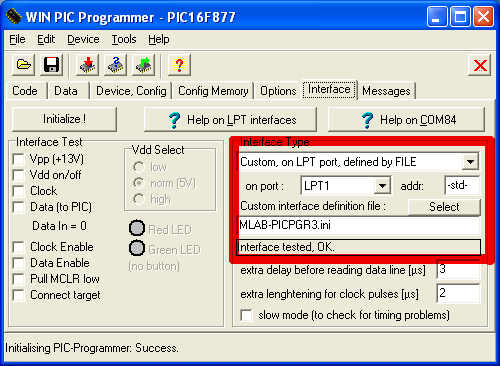 WIN PIC Programmer - PIC16F877
File Edit Device Tools Help
?
Code Data Device, Config Config Memory Options Interface Messages
Initialize ! ? Help on LPT interfaces ? Help on COM84
Interface Test
Vpp (+13V)
Vdd on/off
Clock
Data (to PIC)
Data In = 0
Clock Enable
Data Enable
Pull MCLR low
Connect target
Vdd Select
low
norm (5V)
high
Red LED
Green LED
(no button)
Interface Type
Custom, on LPT port, defined by FILE
on port : LPT1 addr: -std-
Custom interface definition file : Select
MLAB-PICPGR3.ini
nterface tested, OK.
extra delay before reading data line [µs] 3
extra lenghtening for clock pulses [µs] 2
slow mode (to check for timing problems)
Initialising PIC-Programmer: Success.